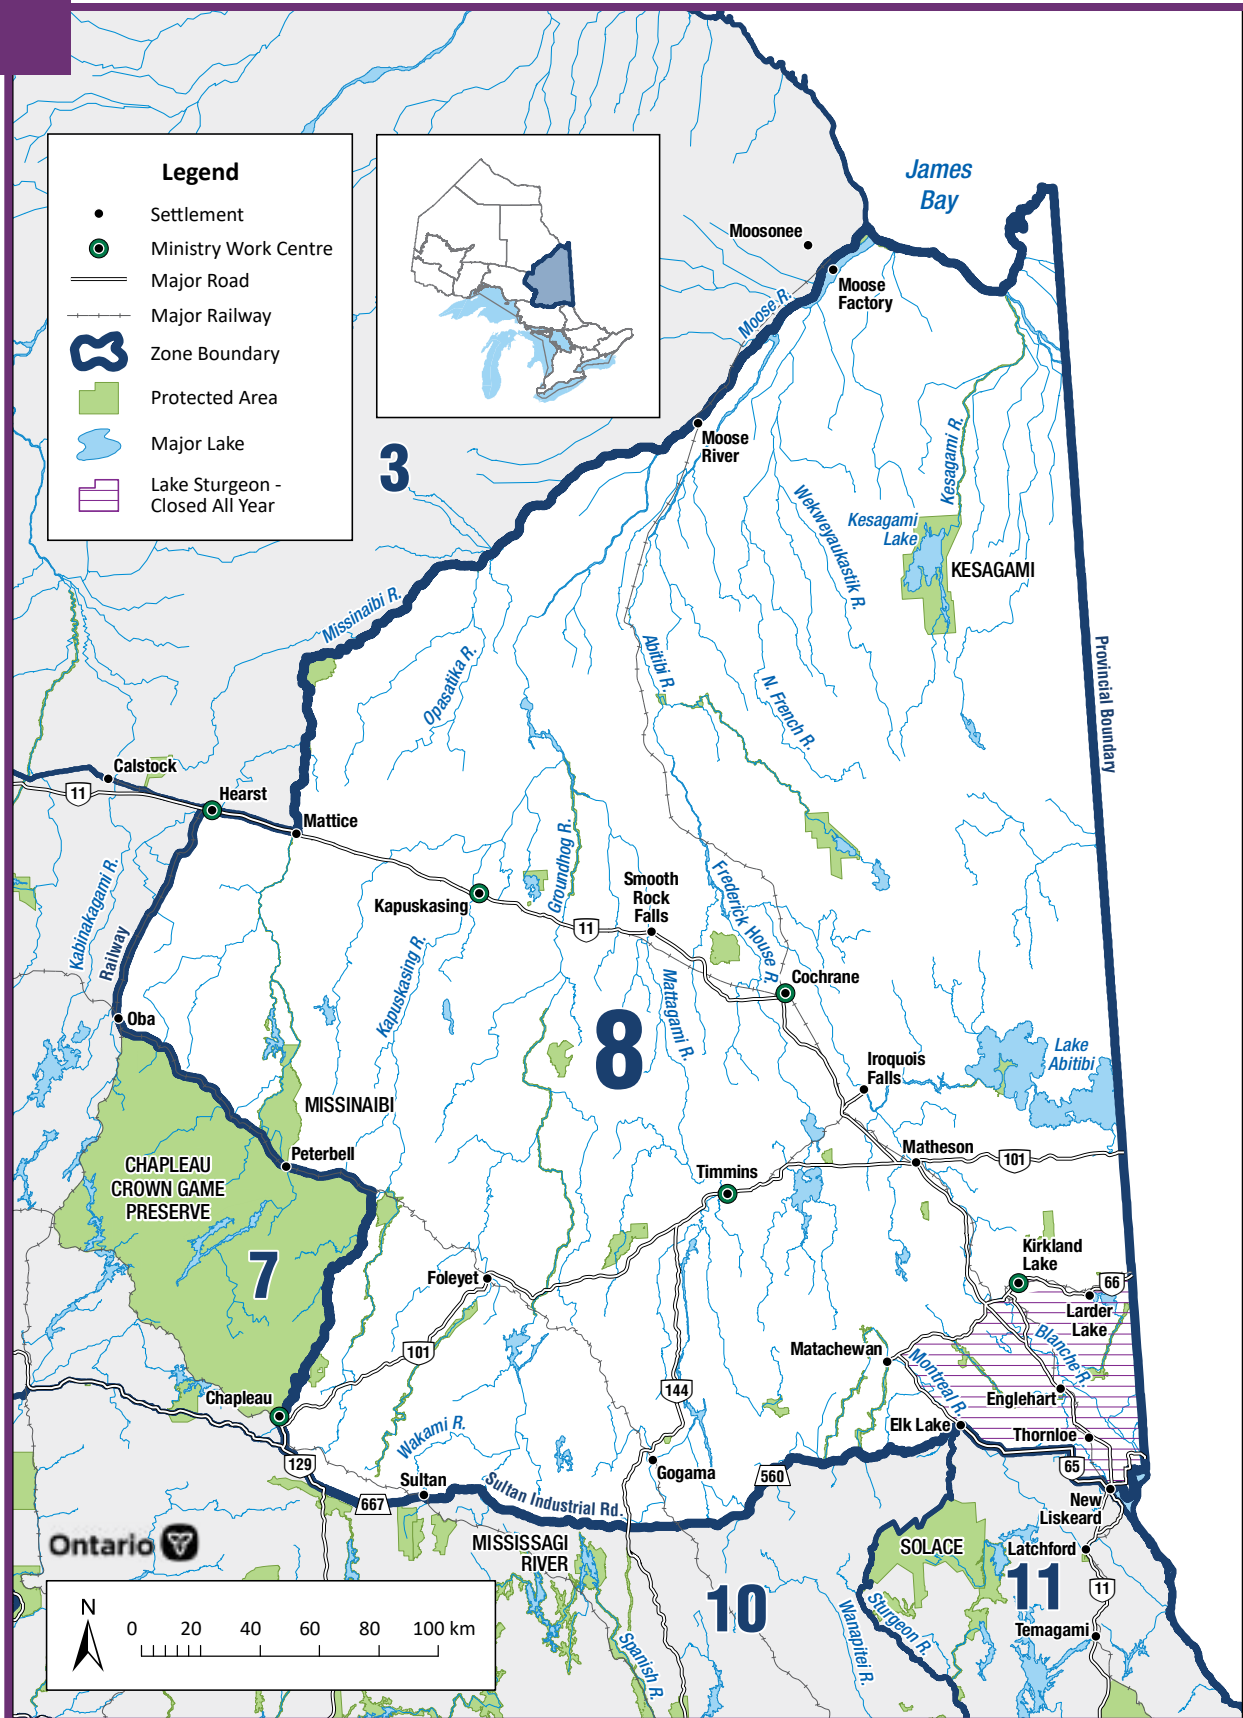 Legend
Settlement
Ministry Work Centre
Major Road
Major Railway
Zone Boundary
Protected Area
Major Lake
Lake Sturgeon -
Closed All Year
James
Bay
Moosonee
Moose
Factory
Moose R.
Moose
River
3
Kesagami R.
Wekweyaukastik R.
Kesagami
Lake
KESAGAMI
Missinaibi R.
Opasatika R.
Abitibi R.
N. French R.
Provincial Boundary
Calstock
11
Hearst
Mattice
Kabinakagami R.
Railway
Kapuskasing
Groundhog R.
Smooth
Rock
Falls
11
Frederick House R.
Kapuskasing R.
Mattagami R.
Cochrane
Oba
8
Lake
Abitibi
Iroquois
Falls
MISSINAIBI
Peterbell
Matheson
101
CHAPLEAU
CROWN GAME
PRESERVE
Timmins
7
Foleyet
Kirkland
Lake
66
Larder
Lake
101
Matachewan
Blanche R.
Montreal R.
144
Englehart
Chapleau
Elk Lake
Thornloe
Wakami R.
129
Gogama
560
65
Sultan
667
Sultan Industrial Rd.
New
Liskeard
Ontario
MISSISSAGI
RIVER
SOLACE
Latchford
11
10
11
N
0 20 40 60 80 100 km
Spanish R.
Wanapitei R.
Sturgeon R.
Temagami